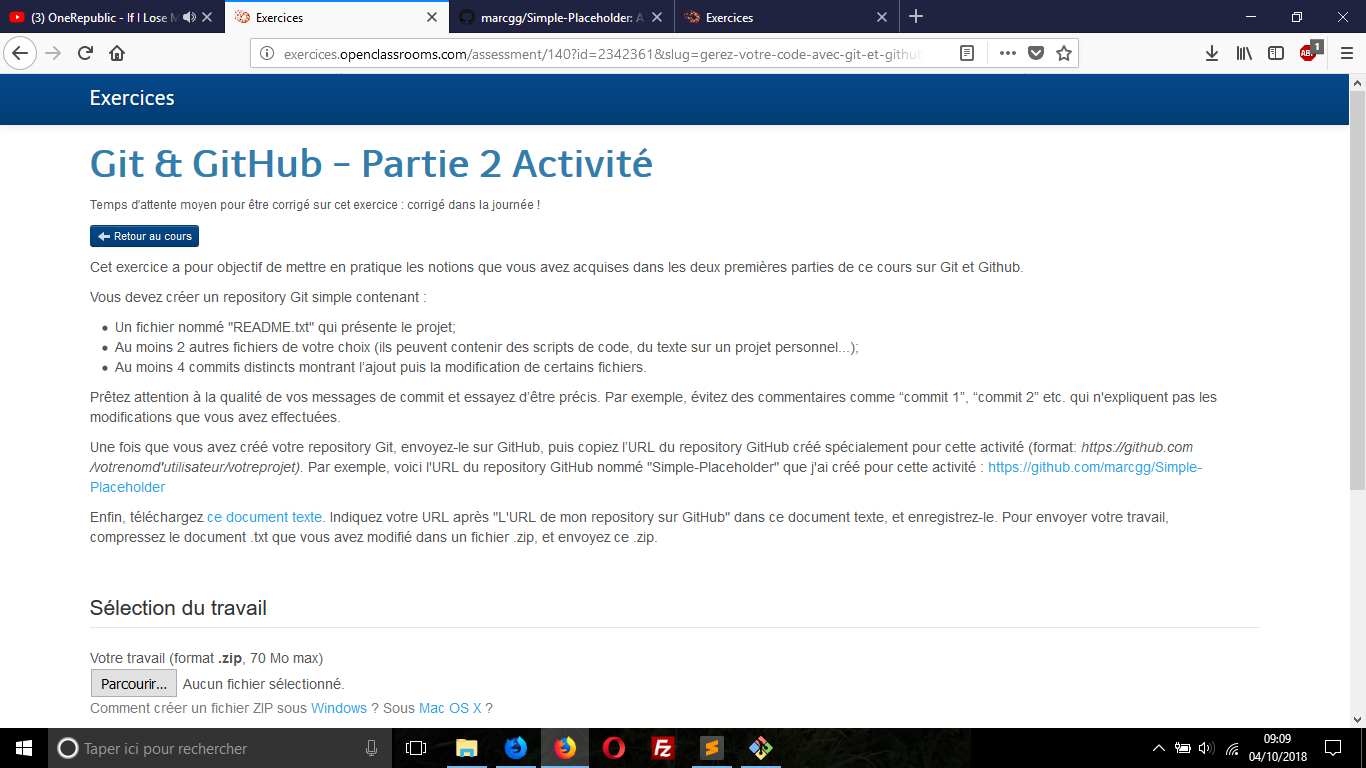 (3) OneRepublic - If I Lose M
Exercices
marcgg/Simple-Placeholder: A
Exercices
exercices.openclassrooms.com/assessment/140?id=2342361&slug=gerez-votre-code-avec-git-et-github
ABP
1
Exercices
Git & GitHub - Partie 2 Activité
Temps d'attente moyen pour être corrigé sur cet exercice : corrigé dans la journée !
Retour au cours
Cet exercice a pour objectif de mettre en pratique les notions que vous avez acquises dans les deux premières parties de ce cours sur Git et Github.
Vous devez créer un repository Git simple contenant :
Un fichier nommé "README.txt" qui présente le projet;
Au moins 2 autres fichiers de votre choix (ils peuvent contenir des scripts de code, du texte sur un projet personnel...);
Au moins 4 commits distincts montrant l’ajout puis la modification de certains fichiers.
Prêtez attention à la qualité de vos messages de commit et essayez d’être précis. Par exemple, évitez des commentaires comme “commit 1”, “commit 2” etc. qui n'expliquent pas les
modifications que vous avez effectuées.
Une fois que vous avez créé votre repository Git, envoyez-le sur GitHub, puis copiez l’URL du repository GitHub créé spécialement pour cette activité (format: https://github.com
/votrenomd'utilisateur/votreprojet). Par exemple, voici l'URL du repository GitHub nommé "Simple-Placeholder" que j'ai créé pour cette activité : https://github.com/marcgg/Simple-
Placeholder
Enfin, téléchargez ce document texte. Indiquez votre URL après "L'URL de mon repository sur GitHub" dans ce document texte, et enregistrez-le. Pour envoyer votre travail,
compressez le document .txt que vous avez modifié dans un fichier .zip, et envoyez ce .zip.
Sélection du travail
Votre travail (format .zip, 70 Mo max)
Parcourir... Aucun fichier sélectionné.
Comment créer un fichier ZIP sous Windows ? Sous Mac OS X ?
Taper ici pour rechercher
09:09
04/10/2018